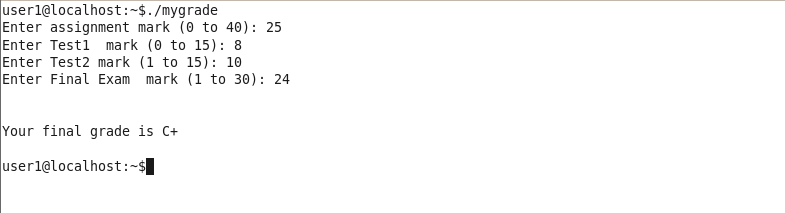 user1@localhost:~$./mygrade
Enter assignment mark (0 to 40): 25
Enter Test1  mark (0 to 15): 8
Enter Test2 mark (1 to 15): 10
Enter Final Exam  mark (1 to 30): 24
Your final grade is C+
user1@localhost:~$